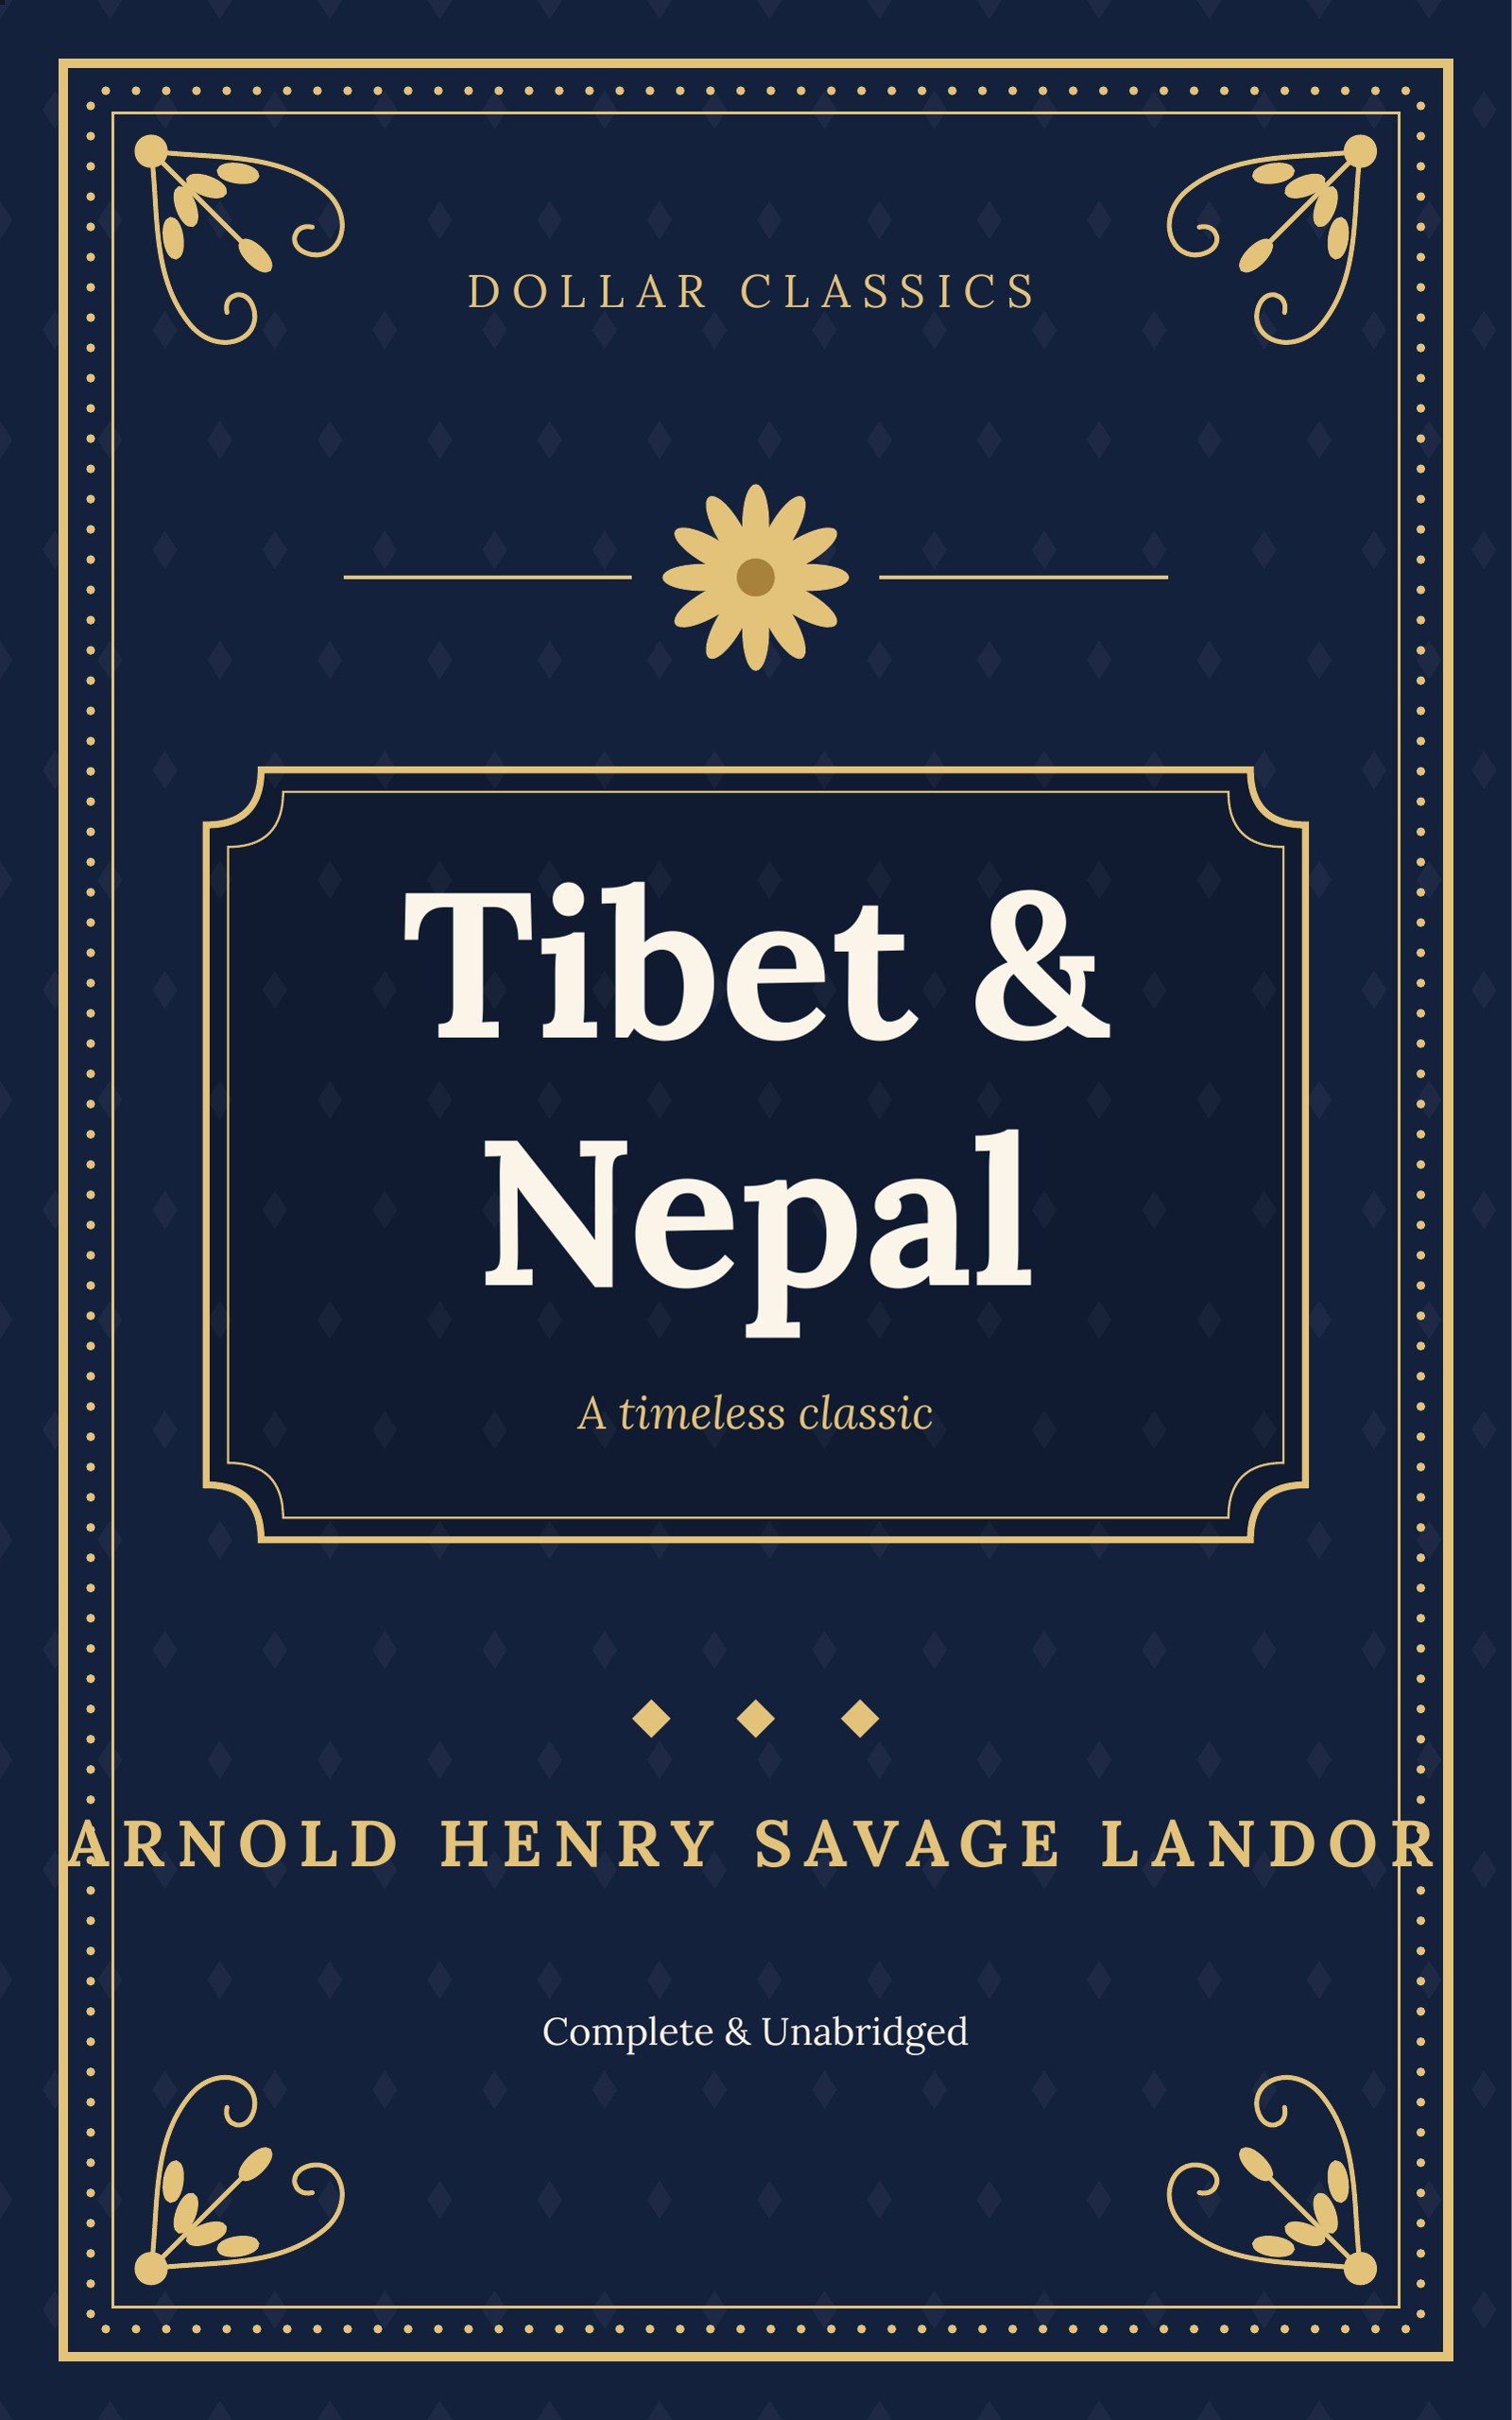 DOLLAR CLASSICS
Tibet &
Nepal
A timeless classic
ARNOLD HENRY SAVAGE LANDOR
Complete & Unabridged